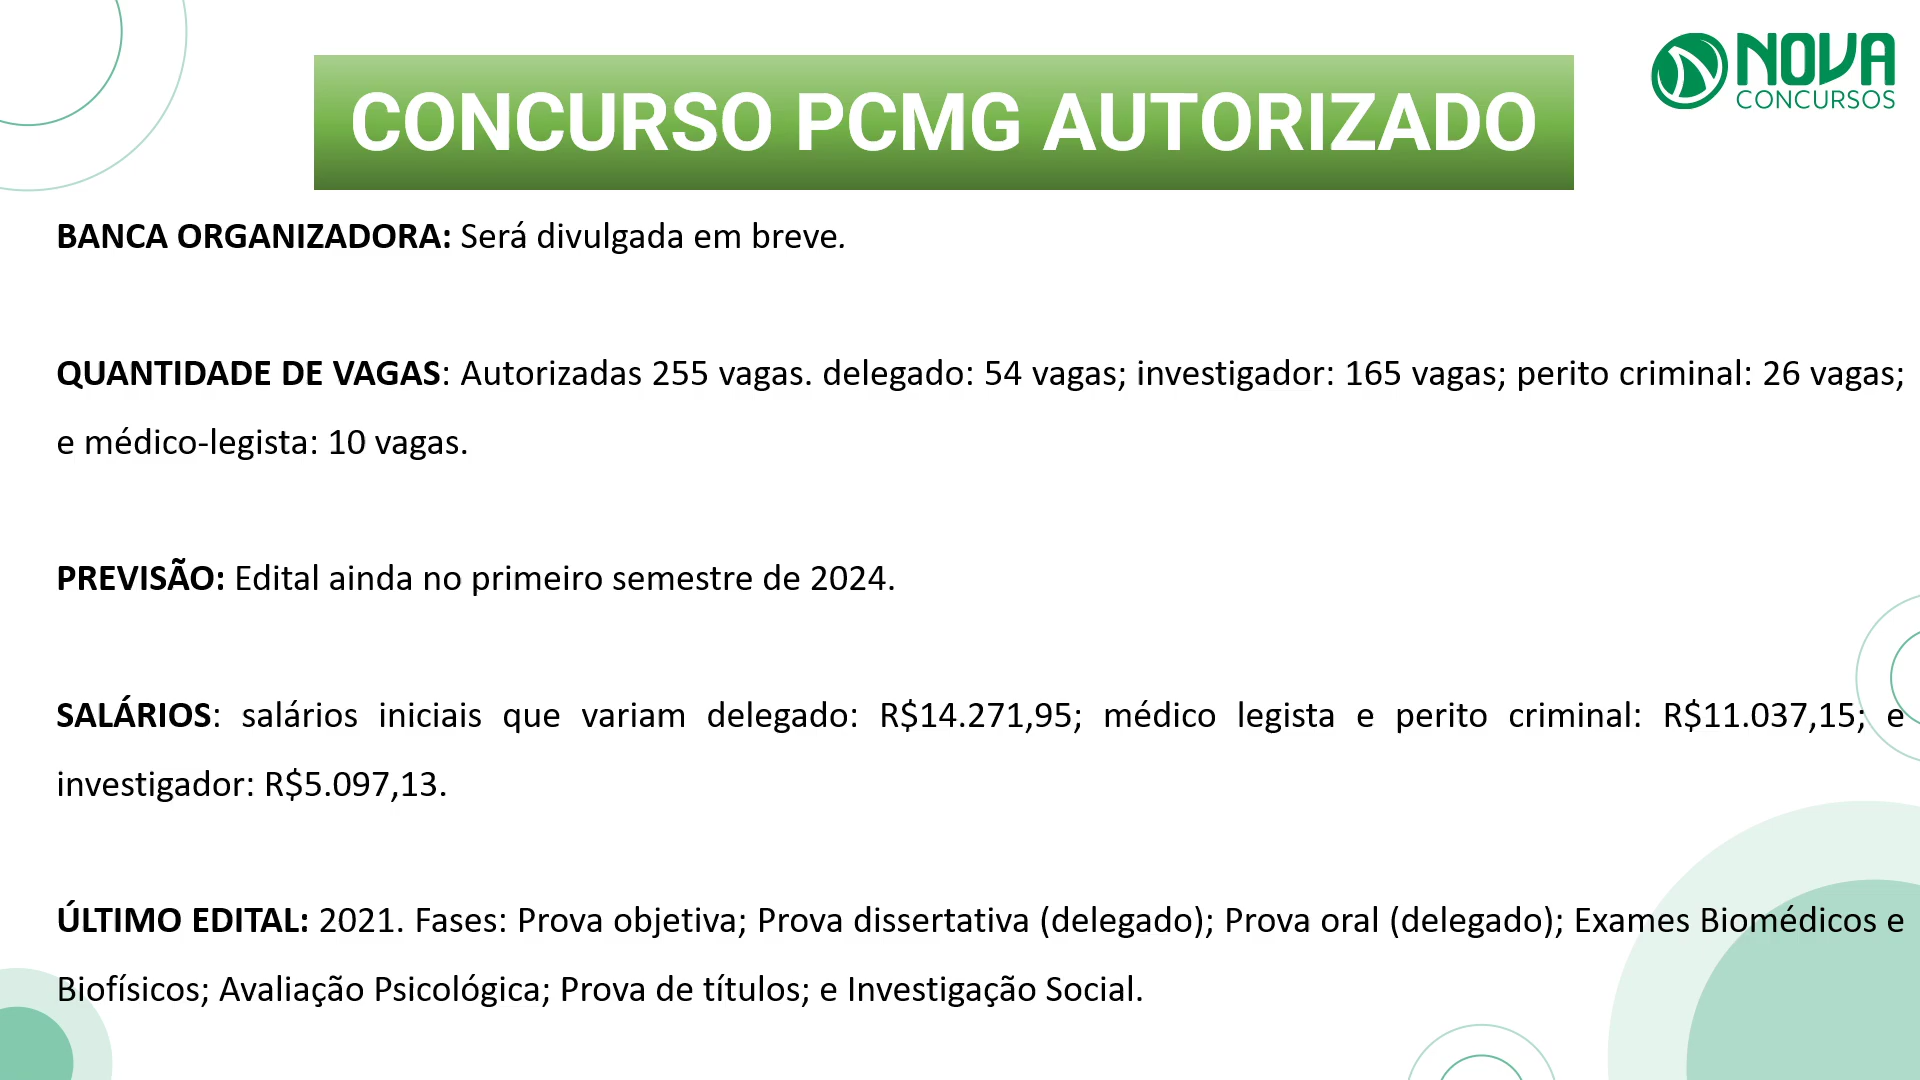 NOVA
CONCURSOS
CONCURSO PCMG AUTORIZADO
BANCA ORGANIZADORA: Será divulgada em breve.
QUANTIDADE DE VAGAS: Autorizadas 255 vagas. delegado: 54 vagas; investigador: 165 vagas; perito criminal: 26 vagas;
e médico-legista: 10 vagas.
PREVISÃO: Edital ainda no primeiro semestre de 2024.
SALÁRIOS: salários iniciais que variam delegado: R$14.271,95; médico legista e perito criminal: R$11.037,15; e
investigador: R$5.097,13.
ÚLTIMO EDITAL: 2021. Fases: Prova objetiva; Prova dissertativa (delegado); Prova oral (delegado); Exames Biomédicos e
Biofísicos; Avaliação Psicológica; Prova de títulos; e Investigação Social.